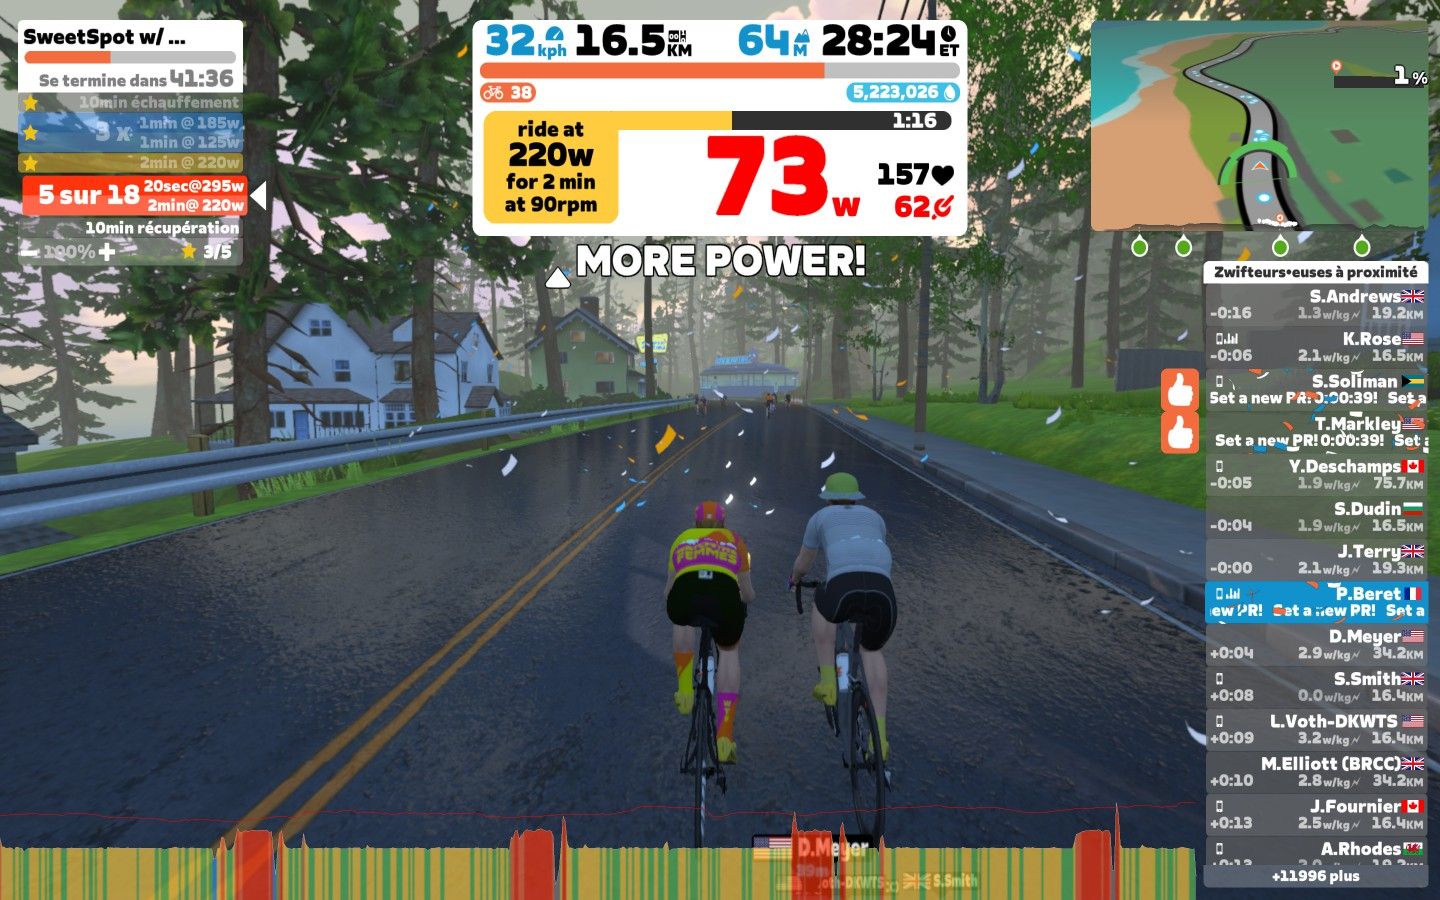 SweetSpot w/ ...
Se termine dans 41:36
10min échauffement
3 x 1min @ 185w
1min @ 125w
2min @ 220w
5 sur 18 20sec@295w
2min@ 220w
10min récupération
100% 3/5
32 kph 16.5 KM 64 M 28:24 ET
38 5,223,026
1:16
ride at
220w
for 2 min
at 90rpm
73 w
157
62
MORE POWER!
1 %
Zwifteurs•euses à proximité
S.Andrews
-0:16 1.3 w/kg 19.2 KM
K.Rose
-0:06 2.1 w/kg 16.5 KM
S.Soliman
Set a new PR! 0:00:39! Set a
T.Markley
Set a new PR! 0:00:39! Set
Y.Deschamps
-0:05 1.9 w/kg 75.7 KM
S.Dudin
-0:04 1.9 w/kg 16.5 KM
J.Terry
-0:00 2.1 w/kg 19.3 KM
P.Beret
ew PR! Set a new PR! Set a
D.Meyer
+0:04 2.9 w/kg 34.2 KM
S.Smith
+0:08 0.0 w/kg 16.4 KM
L.Voth-DKWTS
+0:09 3.2 w/kg 16.4 KM
M.Elliott (BRCC)
+0:10 2.8 w/kg 34.2 KM
J.Fournier
+0:13 2.5 w/kg 16.4 KM
A.Rhodes
+11996 plus
FEMMES
D.Meyer
oth-DKWTS S.Smith